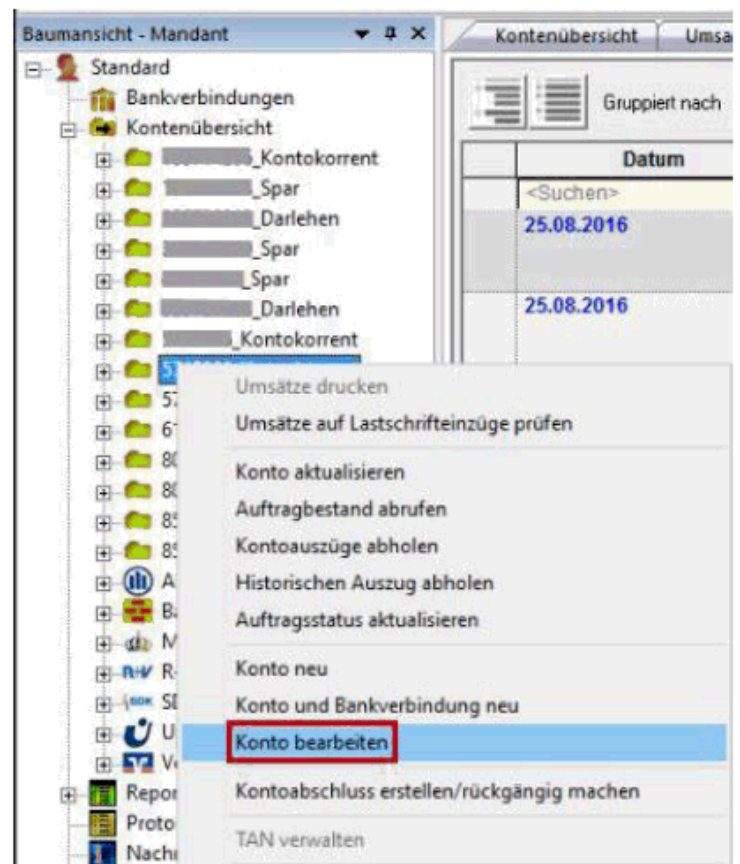 Baumansicht - Mandant
Kontenübersicht
Standard
Bankverbindungen
Kontenübersicht
_Kontokorrent
_Spar
_Darlehen
_Spar
_Spar
_Darlehen
_Kontokorrent
Gruppiert nach
Datum
<Suchen>
25.08.2016
25.08.2016
Umsätze drucken
Umsätze auf Lastschrifteinzüge prüfen
Konto aktualisieren
Auftragbestand abrufen
Kontoauszüge abholen
Historischen Auszug abholen
Auftragsstatus aktualisieren
Konto neu
Konto und Bankverbindung neu
Konto bearbeiten
Kontoabschluss erstellen/rückgängig machen
TAN verwalten